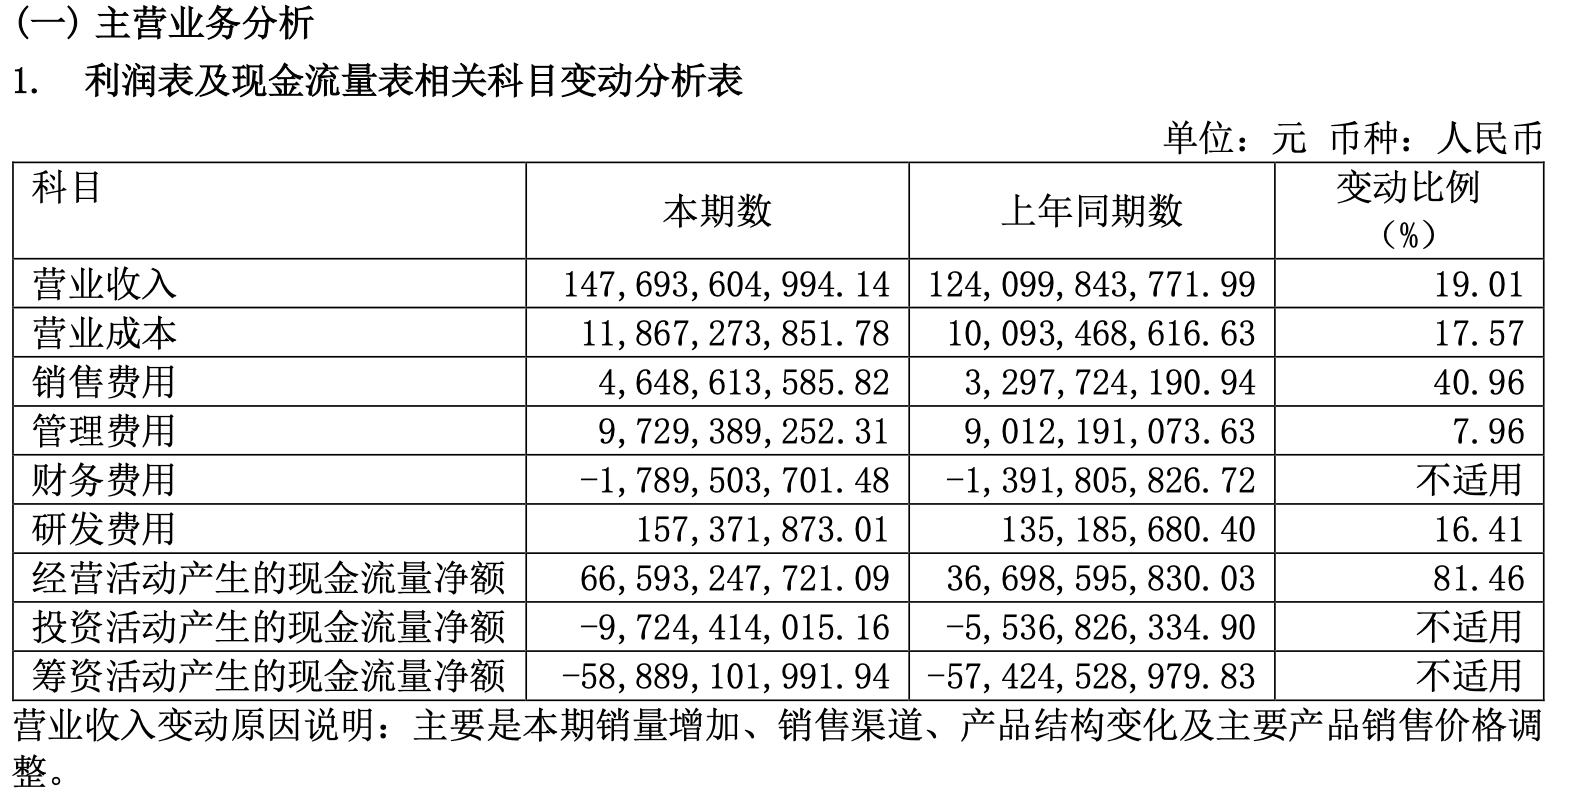 (一) 主营业务分析
1. 利润表及现金流量表相关科目变动分析表
单位：元 币种：人民币
科目 本期数 上年同期数 变动比例（%）
营业收入 147,693,604,994.14 124,099,843,771.99 19.01
营业成本 11,867,273,851.78 10,093,468,616.63 17.57
销售费用 4,648,613,585.82 3,297,724,190.94 40.96
管理费用 9,729,389,252.31 9,012,191,073.63 7.96
财务费用 -1,789,503,701.48 -1,391,805,826.72 不适用
研发费用 157,371,873.01 135,185,680.40 16.41
经营活动产生的现金流量净额 66,593,247,721.09 36,698,595,830.03 81.46
投资活动产生的现金流量净额 -9,724,414,015.16 -5,536,826,334.90 不适用
筹资活动产生的现金流量净额 -58,889,101,991.94 -57,424,528,979.83 不适用
营业收入变动原因说明：主要是本期销量增加、销售渠道、产品结构变化及主要产品销售价格调
整。